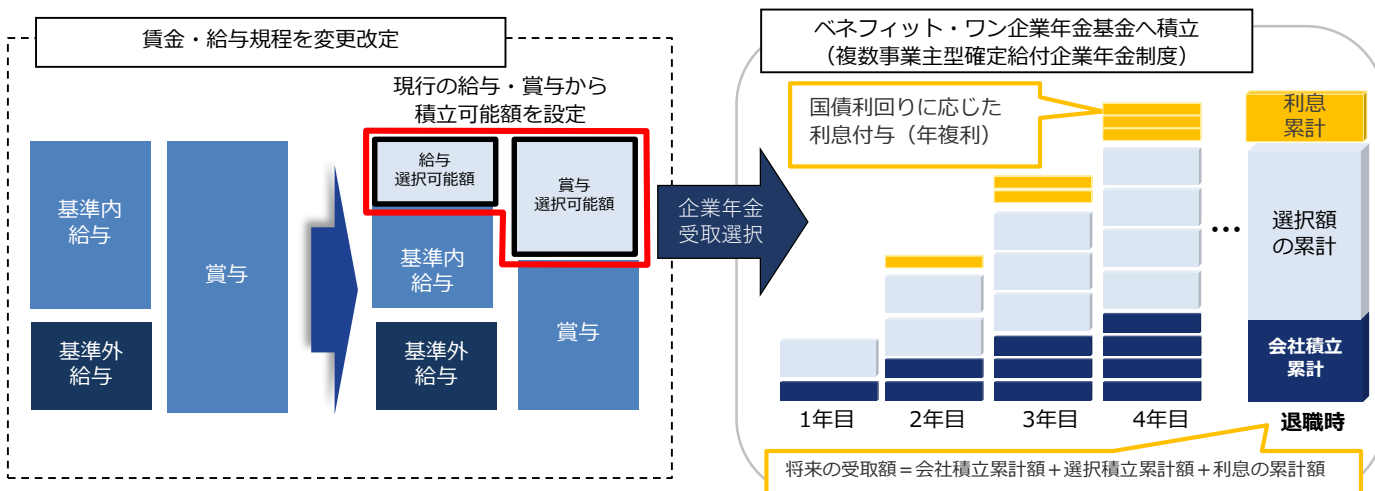 賃金・給与規程を変更改定
現行の給与・賞与から
積立可能額を設定
基準内
給与
基準外
給与
賞与
給与
選択可能額
賞与
選択可能額
基準内
給与
基準外
給与
賞与
企業年金
受取選択
ベネフィット・ワン企業年金基金へ積立
（複数事業主型確定給付企業年金制度）
国債利回りに応じた
利息付与（年複利）
1年目
2年目
3年目
4年目
…
利息
累計
選択額
の累計
会社積立
累計
退職時
将来の受取額＝会社積立累計額＋選択積立累計額＋利息の累計額